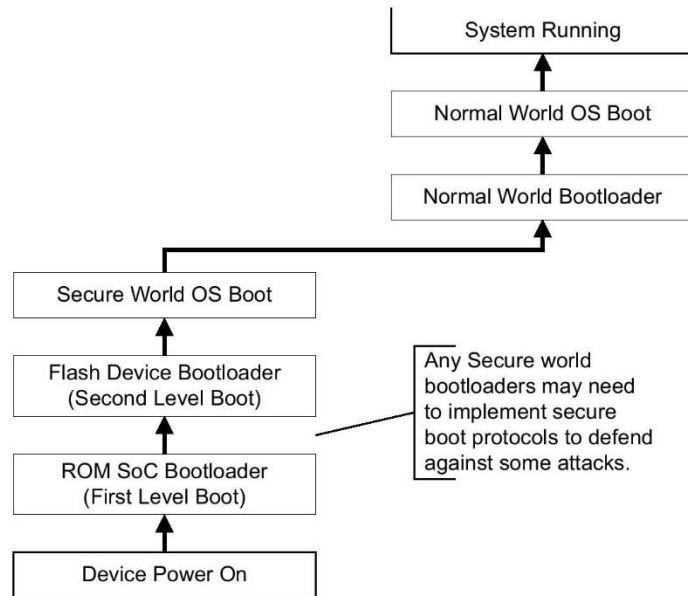 System Running
Normal World OS Boot
Normal World Bootloader
Secure World OS Boot
Flash Device Bootloader
(Second Level Boot)
Any Secure world
bootloaders may need
to implement secure
boot protocols to defend
against some attacks.
ROM SoC Bootloader
(First Level Boot)
Device Power On